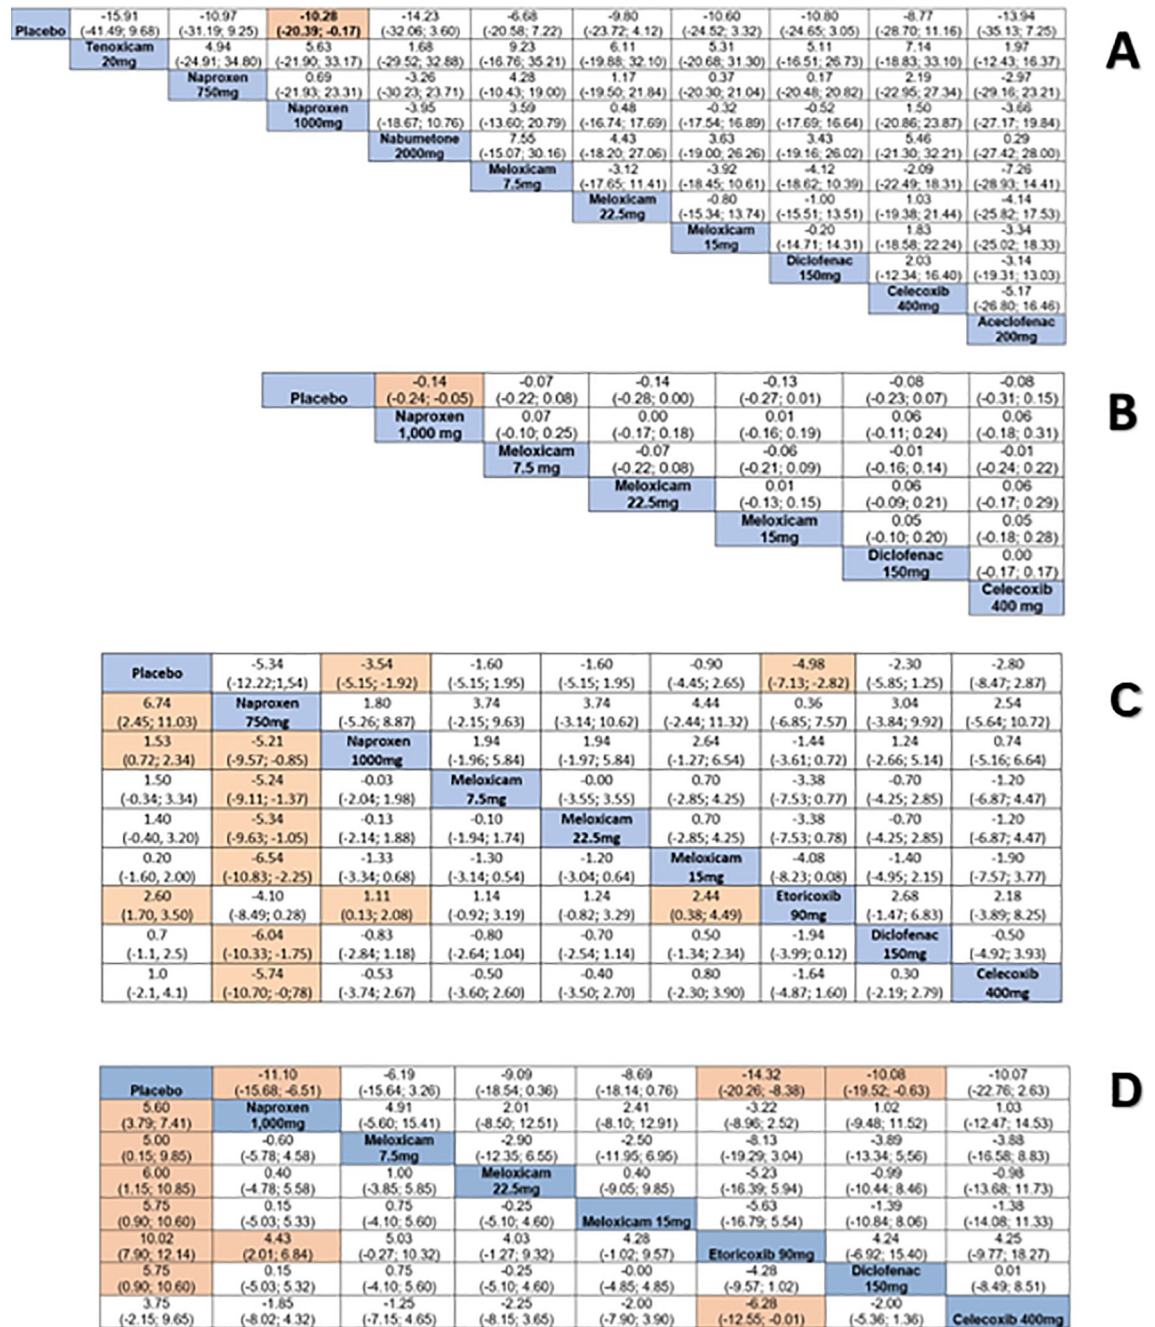 -15.91 -10.97 -10.28 -14.23 -6.68 -9.80 -10.60 -10.80 -8.77 -13.94
Placebo (-41.49; 9.68) (-31.19; 9.25) (-20.39; -0.17) (-32.06; 3.60) (-20.58; 7.22) (-23.72; 4.12) (-24.52; 3.32) (-24.65; 3.05) (-28.70; 11.16) (-35.13; 7.25)
A
Tenoxicam 4.94 5.63 1.68 9.23 6.11 5.31 5.11 7.14 1.97
20mg (-24.91; 34.80) (-21.90; 33.17) (-29.52; 32.88) (-16.76; 35.21) (-19.88; 32.10) (-20.68; 31.30) (-16.51; 26.73) (-18.83; 33.10) (-12.43; 16.37)
Naproxen 0.69 -3.26 4.28 1.17 0.37 0.17 2.19 -2.97
750mg (-21.93; 23.31) (-30.23; 23.71) (-10.43; 19.00) (-19.50; 21.84) (-20.30; 21.04) (-20.48; 20.82) (-22.95; 27.34) (-29.16; 23.21)
Naproxen -3.95 3.59 0.48 -0.32 -0.52 1.50 -3.66
1000mg (-18.67; 10.76) (-13.60; 20.79) (-16.74; 17.69) (-17.54; 16.89) (-17.69; 16.64) (-20.86; 23.87) (-27.17; 19.84)
Nabumetone 7.55 4.43 3.63 3.43 5.46 0.29
2000mg (-15.07; 30.16) (-18.20; 27.06) (-19.00; 26.26) (-19.16; 26.02) (-21.30; 32.21) (-27.42; 28.00)
Meloxicam -3.12 -3.92 -4.12 -2.09 -7.26
7.5mg (-17.65; 11.41) (-18.45; 10.61) (-18.62; 10.39) (-22.49; 18.31) (-28.93; 14.41)
Meloxicam -0.80 -1.00 1.03 -4.14
22.5mg (-15.34; 13.74) (-15.51; 13.51) (-19.38; 21.44) (-25.82; 17.53)
Meloxicam -0.20 1.83 -3.34
15mg (-14.71; 14.31) (-18.58; 22.24) (-25.02; 18.33)
Diclofenac 2.03 -3.14
150mg (-12.34; 16.40) (-19.31; 13.03)
Celecoxib -5.17
400mg (-26.80; 16.46)
Aceclofenac
200mg
-0.14 -0.07 -0.14 -0.13 -0.08 -0.08
Placebo (-0.24; -0.05) (-0.22; 0.08) (-0.28; 0.00) (-0.27; 0.01) (-0.23; 0.07) (-0.31; 0.15)
B
Naproxen 0.07 0.00 0.01 0.06 0.06
1,000 mg (-0.10; 0.25) (-0.17; 0.18) (-0.16; 0.19) (-0.11; 0.24) (-0.18; 0.31)
Meloxicam -0.07 -0.06 -0.01 -0.01
7.5 mg (-0.22; 0.08) (-0.21; 0.09) (-0.16; 0.14) (-0.24; 0.22)
Meloxicam 0.01 0.06 0.06
22.5mg (-0.13; 0.15) (-0.09; 0.21) (-0.17; 0.29)
Meloxicam 0.05 0.05
15mg (-0.10; 0.20) (-0.18; 0.28)
Diclofenac 0.00
150mg (-0.17; 0.17)
Celecoxib
400 mg
Placebo -5.34 -3.54 -1.60 -1.60 -0.90 -4.98 -2.30 -2.80
(-12.22;1,54) (-5.15; -1.92) (-5.15; 1.95) (-5.15; 1.95) (-4.45; 2.65) (-7.13; -2.82) (-5.85; 1.25) (-8.47; 2.87)
C
6.74 Naproxen 1.80 3.74 3.74 4.44 0.36 3.04 2.54
(2.45; 11.03) 750mg (-5.26; 8.87) (-2.15; 9.63) (-3.14; 10.62) (-2.44; 11.32) (-6.85; 7.57) (-3.84; 9.92) (-5.64; 10.72)
1.53 -5.21 Naproxen 1.94 1.94 2.64 -1.44 1.24 0.74
(0.72; 2.34) (-9.57; -0.85) 1000mg (-1.96; 5.84) (-1.97; 5.84) (-1.27; 6.54) (-3.61; 0.72) (-2.66; 5.14) (-5.16; 6.64)
1.50 -5.24 -0.03 Meloxicam -0.00 0.70 -3.38 -0.70 -1.20
(-0.34; 3.34) (-9.11; -1.37) (-2.04; 1.98) 7.5mg (-3.55; 3.55) (-2.85; 4.25) (-7.53; 0.77) (-4.25; 2.85) (-6.87; 4.47)
1.40 -5.34 -0.13 -0.10 Meloxicam 0.70 -3.38 -0.70 -1.20
(-0.40, 3.20) (-9.63; -1.05) (-2.14; 1.88) (-1.94; 1.74) 22.5mg (-2.85; 4.25) (-7.53; 0.78) (-4.25; 2.85) (-6.87; 4.47)
0.20 -6.54 -1.33 -1.30 -1.20 Meloxicam -4.08 -1.40 -1.90
(-1.60, 2.00) (-10.83; -2.25) (-3.34; 0.68) (-3.14; 0.54) (-3.04; 0.64) 15mg (-8.23; 0.08) (-4.95; 2.15) (-7.57; 3.77)
2.60 -4.10 1.11 1.14 1.24 2.44 Etoricoxib 2.68 2.18
(1.70, 3.50) (-8.49; 0.28) (0.13; 2.08) (-0.92; 3.19) (-0.82; 3.29) (0.38; 4.49) 90mg (-1.47; 6.83) (-3.89; 8.25)
0.7 -6.04 -0.83 -0.80 -0.70 0.50 -1.94 Diclofenac -0.50
(-1.1, 2.5) (-10.33; -1.75) (-2.84; 1.18) (-2.64; 1.04) (-2.54; 1.14) (-1.34; 2.34) (-3.99; 0.12) 150mg (-4.92; 3.93)
1.0 -5.74 -0.53 -0.50 -0.40 0.80 -1.64 0.30 Celecoxib
(-2.1, 4.1) (-10.70; -0;78) (-3.74; 2.67) (-3.60; 2.60) (-3.50; 2.70) (-2.30; 3.90) (-4.87; 1.60) (-2.19; 2.79) 400mg
-11.10 -6.19 -9.09 -8.69 -14.32 -10.08 -10.07
Placebo (-15.68; -6.51) (-15.64; 3.26) (-18.54; 0.36) (-18.14; 0.76) (-20.26; -8.38) (-19.52; -0.63) (-22.76; 2.63)
D
5.60 Naproxen 4.91 2.01 2.41 -3.22 1.02 1.03
(3.79; 7.41) 1,000mg (-5.60; 15.41) (-8.50; 12.51) (-8.10; 12.91) (-8.96; 2.52) (-9.48; 11.52) (-12.47; 14.53)
5.00 -0.60 Meloxicam -2.90 -2.50 -8.13 -3.89 -3.88
(0.15; 9.85) (-5.78; 4.58) 7.5mg (-12.35; 6.55) (-11.95; 6.95) (-19.29; 3.04) (-13.34; 5.56) (-16.58; 8.83)
6.00 0.40 1.00 Meloxicam 0.40 -5.23 -0.99 -0.98
(1.15; 10.85) (-4.78; 5.58) (-3.85; 5.85) 22.5mg (-9.05; 9.85) (-16.39; 5.94) (-10.44; 8.46) (-13.68; 11.73)
5.75 0.15 0.75 -0.25 -5.63 -1.39 -1.38
(0.90; 10.60) (-5.03; 5.33) (-4.10; 5.60) (-5.10; 4.60) Meloxicam 15mg (-16.79; 5.54) (-10.84; 8.06) (-14.08; 11.33)
10.02 4.43 5.03 4.03 4.28 4.24 4.25
(7.90; 12.14) (2.01; 6.84) (-0.27; 10.32) (-1.27; 9.32) (-1.02; 9.57) Etoricoxib 90mg (-6.92; 15.40) (-9.77; 18.27)
5.75 0.15 0.75 -0.25 -0.00 -4.28 Diclofenac 0.01
(0.90; 10.60) (-5.03; 5.32) (-4.10; 5.60) (-5.10; 4.60) (-4.85; 4.85) (-9.57; 1.02) 150mg (-8.49; 8.51)
3.75 -1.85 -1.25 -2.25 -2.00 -6.28 -2.00
(-2.15; 9.65) (-8.02; 4.32) (-7.15; 4.65) (-8.15; 3.65) (-7.90; 3.90) (-12.55; -0.01) (-5.36; 1.36) Celecoxib 400mg